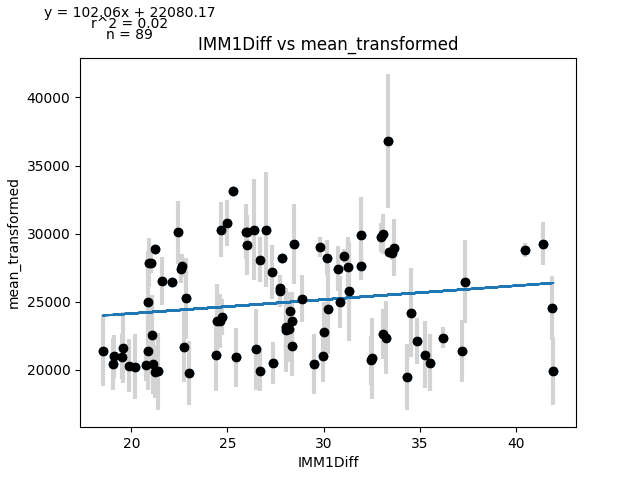 y = 102.06x + 22080.17
r^2 = 0.02
n = 89
IMM1Diff vs mean_transformed
40000
35000
30000
25000
20000
mean_transformed
20 25 30 35 40
IMM1Diff